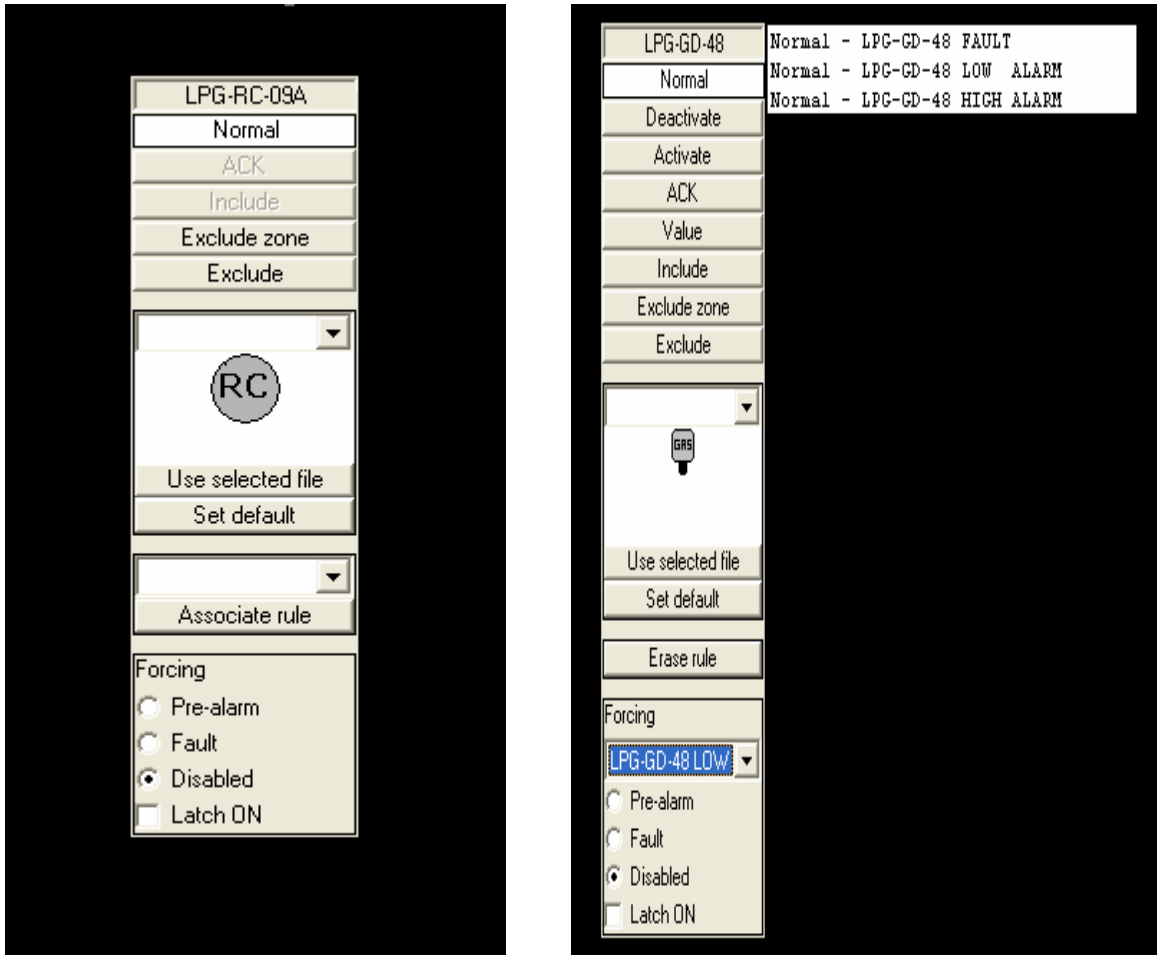 LPG-RC-09A
Normal
ACK
Include
Exclude zone
Exclude
RC
Use selected file
Set default
Associate rule
Forcing
Pre-alarm
Fault
Disabled
Latch ON
LPG-GD-48
Normal
Deactivate
Activate
ACK
Value
Include
Exclude zone
Exclude
GAS
Use selected file
Set default
Erase rule
Forcing
LPG-GD-48 LOW
Pre-alarm
Fault
Disabled
Latch ON
Normal - LPG-GD-48 FAULT
Normal - LPG-GD-48 LOW  ALARM
Normal - LPG-GD-48 HIGH ALARM